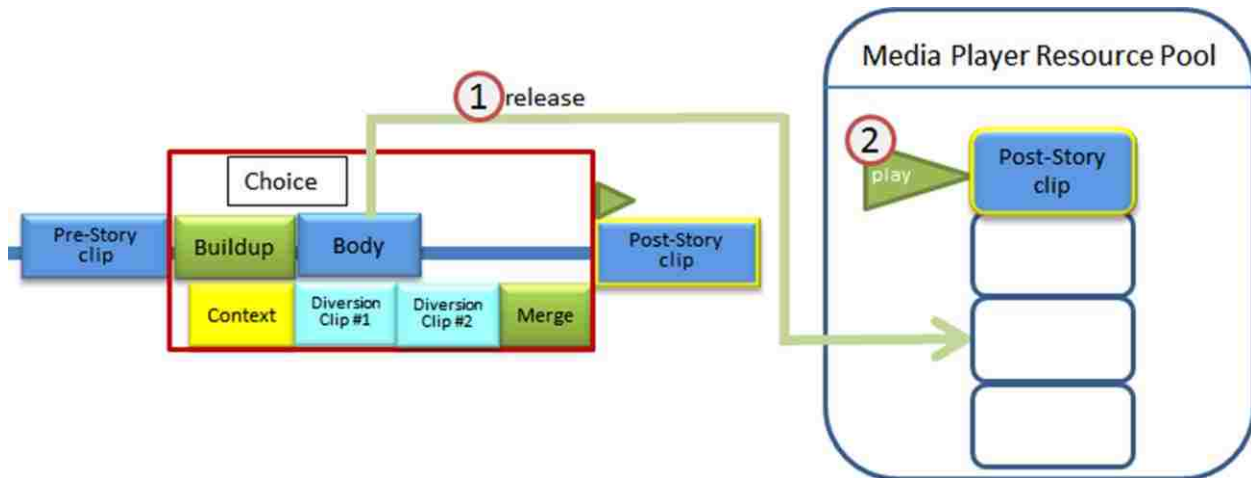 Media Player Resource Pool
1 release
2
play
Post-Story
clip
Choice
Pre-Story
clip
Buildup
Body
Post-Story
clip
Context
Diversion
Clip #1
Diversion
Clip #2
Merge